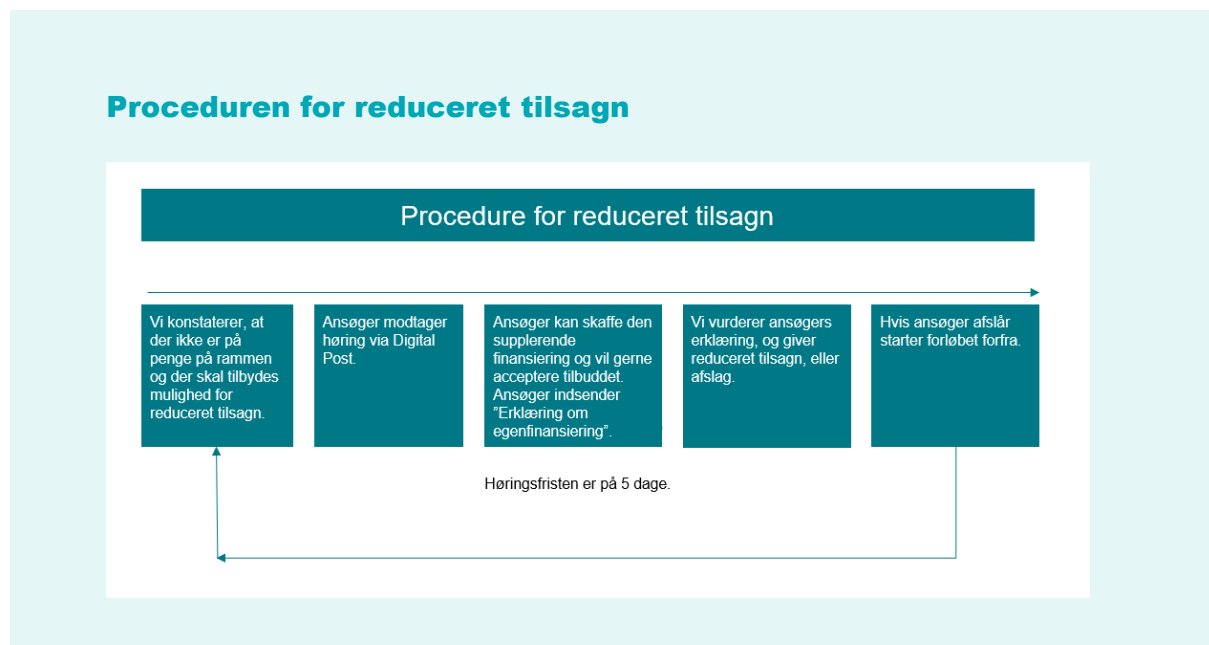 Proceduren for reduceret tilsagn
Procedure for reduceret tilsagn
Vi konstaterer, at
der ikke er på
penge på rammen
og der skal tilbydes
mulighed for
reduceret tilsagn.
Ansøger modtager
høring via Digital
Post.
Ansøger kan skaffe den
supplerende
finansiering og vil gerne
acceptere tilbuddet.
Ansøger indsender
”Erklæring om
egenfinansiering”.
Vi vurderer ansøgers
erklæring, og giver
reduceret tilsagn, eller
afslag.
Hvis ansøger afslår
starter forløbet forfra.
Høringsfristen er på 5 dage.